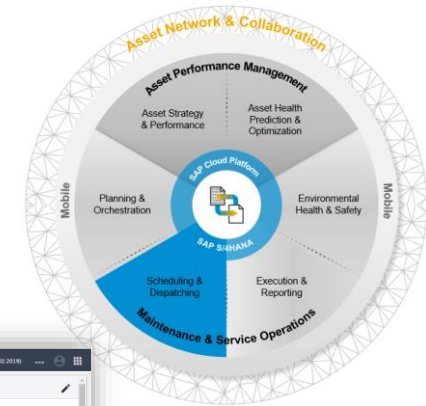 Asset Network & Collaboration
Asset Performance Management
Asset Strategy
& Performance
Asset Health
Prediction &
Optimization
SAP Cloud Platform
Mobile
Planning &
Orchestration
Environmental
Health & Safety
Mobile
SAP S/4HANA
Scheduling &
Dispatching
Execution &
Reporting
Maintenance & Service Operations
2019)